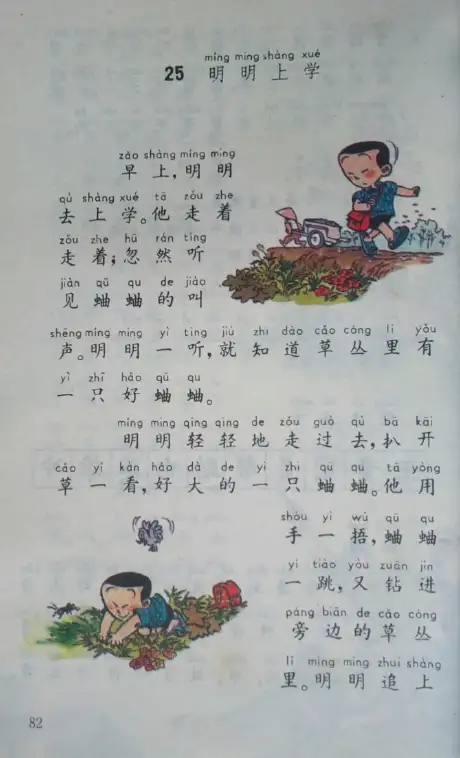 míng míng shàng xué
25 明明上学
zǎo shàng míng míng
早上,明明
qù shàng xué tā zǒu zhe
去上学。他走着
zǒu zhe hū rán tīng
走着;忽然听
jiàn qū qu de jiào
见蛐蛐的叫
shēng míng míng yì tīng jiù zhī dào cǎo cóng lǐ yǒu
声。明明一听,就知道草丛里有
yì zhī hǎo qū qu
一只好蛐蛐。
míng míng qīng qīng de zǒu guò qù bā kāi
明明轻轻地走过去,扒开
cǎo yí kàn hǎo dà de yì zhī qū qu tā yòng
草一看,好大的一只蛐蛐。他用
shǒu yì wǔ qū qu
手一捂,蛐蛐
yí tiào yòu zuān jìn
一跳,又钻进
páng biān de cǎo cóng
旁边的草丛
lǐ míng míng zhuī shàng
里。明明追上
82